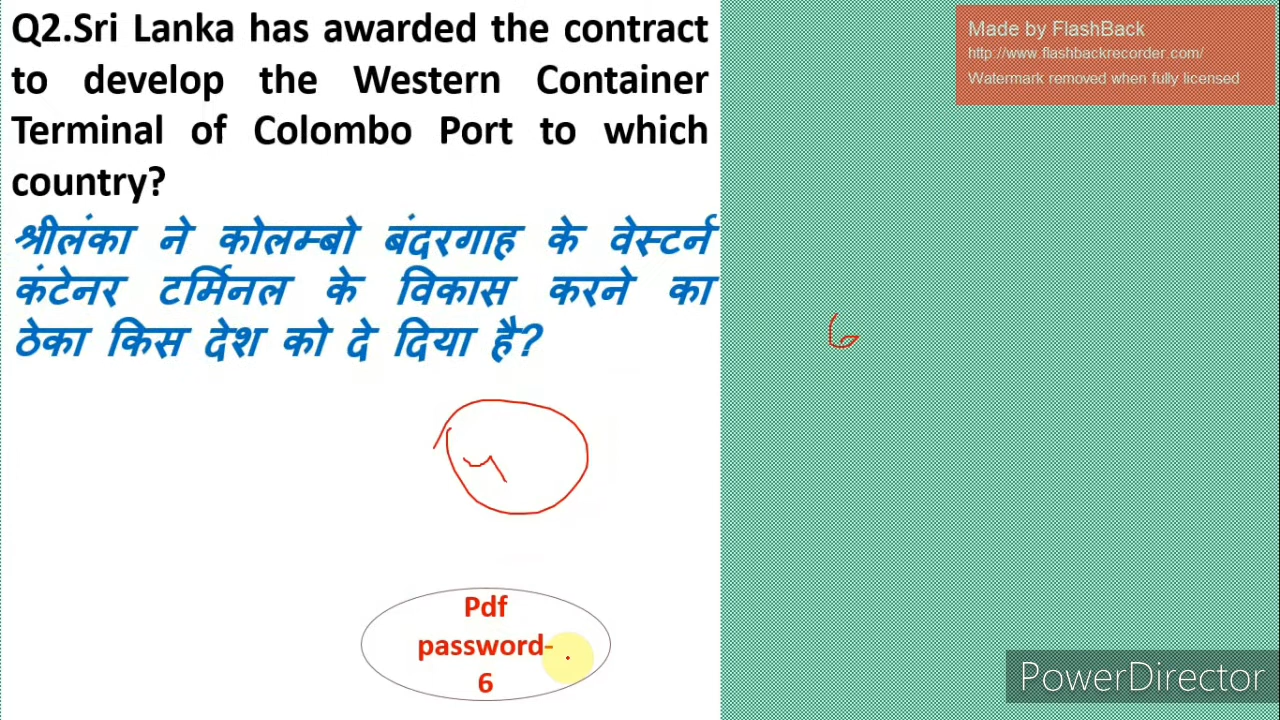 Q2.Sri Lanka has awarded the contract
to develop the Western Container
Terminal of Colombo Port to which
country?
श्रीलंका ने कोलम्बो बंदरगाह के वेस्टर्न
कंटेनर टर्मिनल के विकास करने का
ठेका किस देश को दे दिया है?
Pdf
password-
6
Made by FlashBack
http://www.flashbackrecorder.com/
Watermark removed when fully licensed
6
PowerDirector